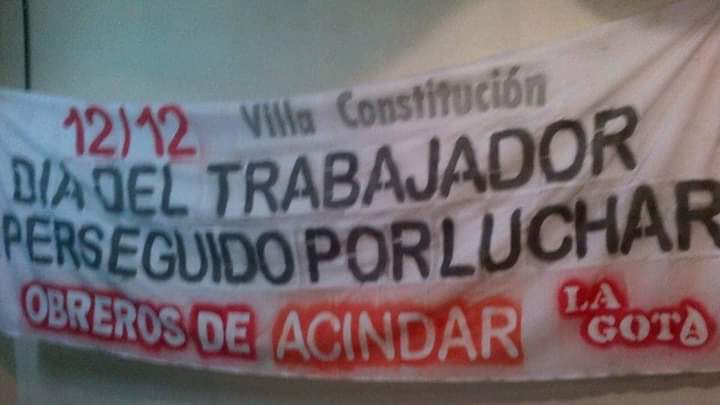 12/12 Villa Constitución
DIA DEL TRABAJADOR
PERSEGUIDO POR LUCHAR
OBREROS DE ACINDAR
LA GOTA